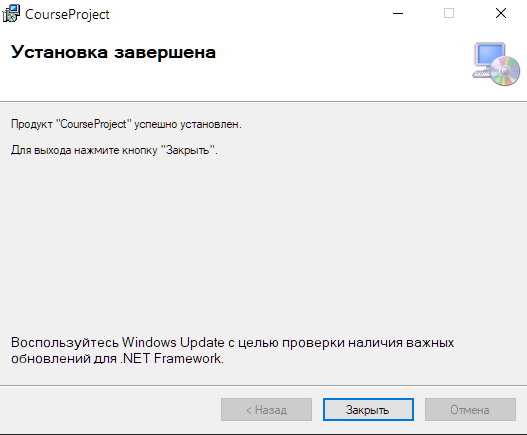 CourseProject
Установка завершена
Продукт "CourseProject" успешно установлен.
Для выхода нажмите кнопку "Закрыть".
Воспользуйтесь Windows Update с целью проверки наличия важных
обновлений для .NET Framework.
< Назад
Закрыть
Отмена